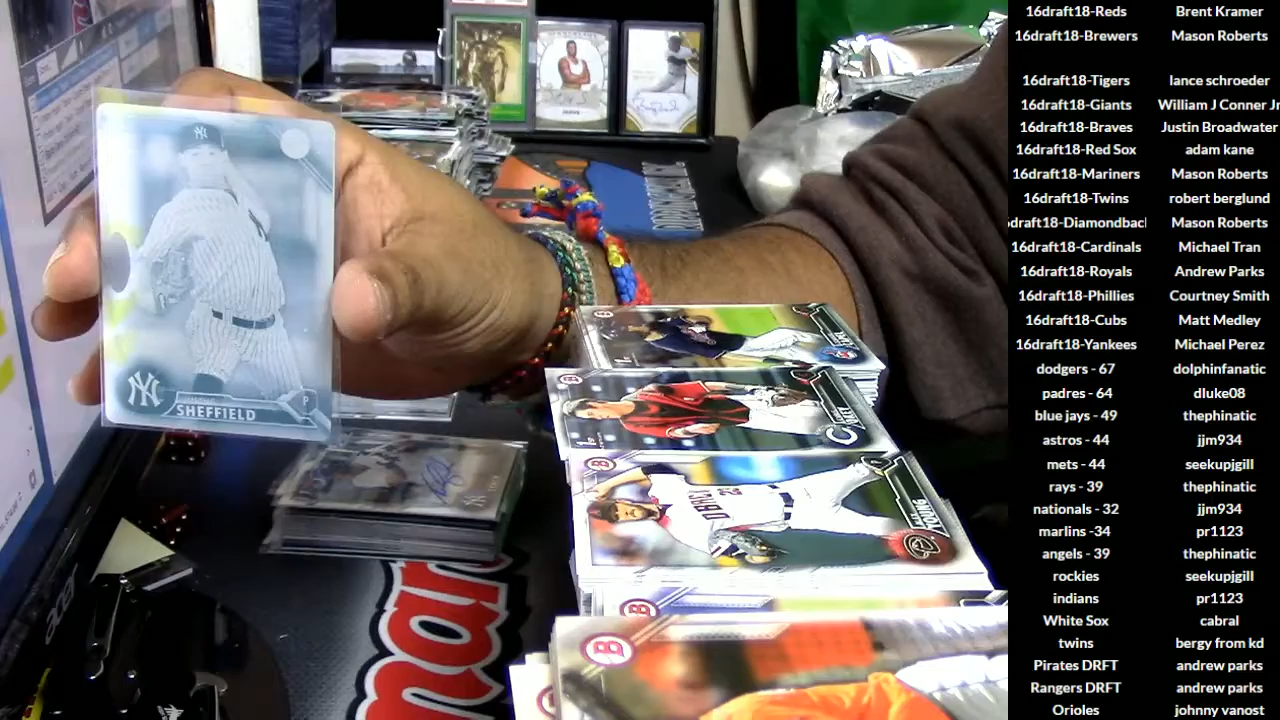 SHEFFIELD
P
NY
YOUNG
16draft18-Reds Brent Kramer
16draft18-Brewers Mason Roberts
16draft18-Tigers lance schroeder
16draft18-Giants William J Conner Jr
16draft18-Braves Justin Broadwater
16draft18-Red Sox adam kane
16draft18-Mariners Mason Roberts
16draft18-Twins robert berglund
draft18-Diamondbac Mason Roberts
16draft18-Cardinals Michael Tran
16draft18-Royals Andrew Parks
16draft18-Phillies Courtney Smith
16draft18-Cubs Matt Medley
16draft18-Yankees Michael Perez
dodgers - 67 dolphinfanatic
padres - 64 dluke08
blue jays - 49 thephinatic
astros - 44 jjm934
mets - 44 seekupjgill
rays - 39 thephinatic
nationals - 32 jjm934
marlins -34 pr1123
angels - 39 thephinatic
rockies seekupjgill
indians pr1123
White Sox cabral
twins bergy from kd
Pirates DRFT andrew parks
Rangers DRFT andrew parks
Orioles johnny vanost